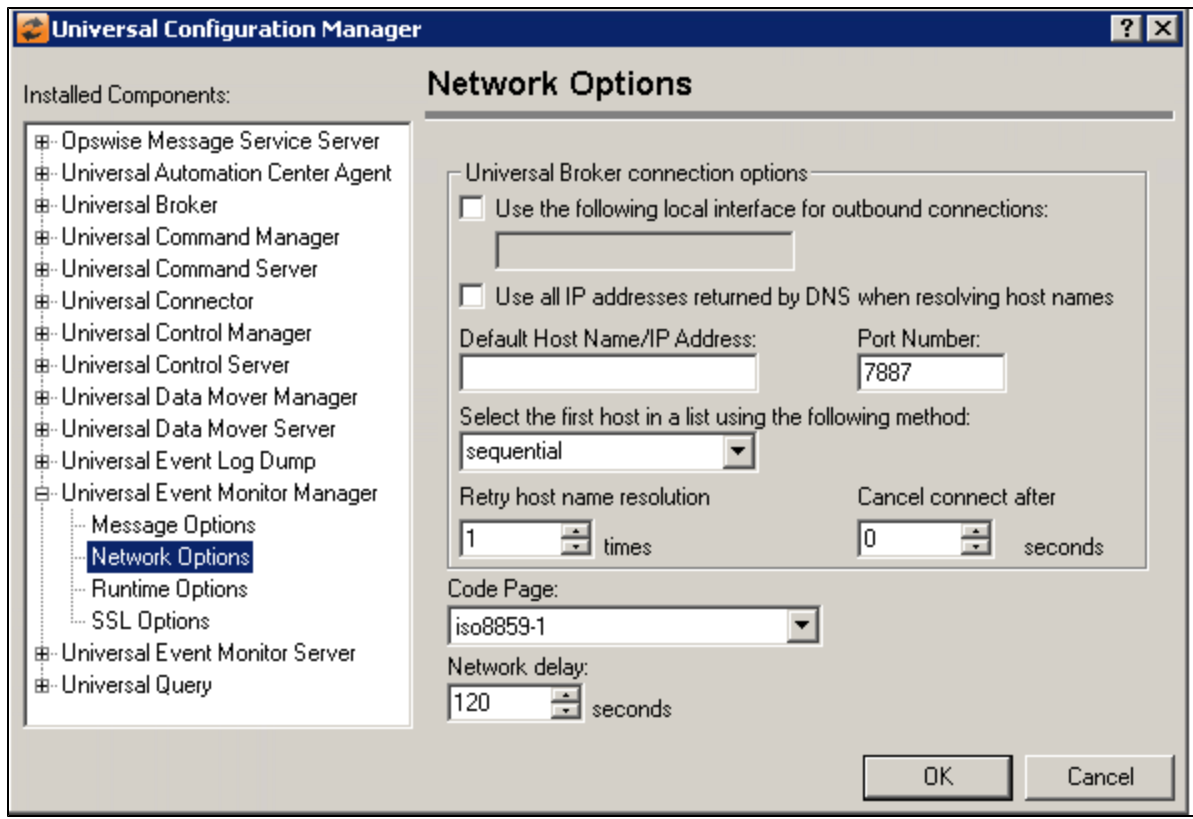 Universal Configuration Manager
Installed Components:
Opswise Message Service Server
Universal Automation Center Agent
Universal Broker
Universal Command Manager
Universal Command Server
Universal Connector
Universal Control Manager
Universal Control Server
Universal Data Mover Manager
Universal Data Mover Server
Universal Event Log Dump
Universal Event Monitor Manager
Message Options
Network Options
Runtime Options
SSL Options
Universal Event Monitor Server
Universal Query
Network Options
Universal Broker connection options
Use the following local interface for outbound connections:
Use all IP addresses returned by DNS when resolving host names
Default Host Name/IP Address: Port Number:
7887
Select the first host in a list using the following method:
sequential
Retry host name resolution Cancel connect after
1 times 0 seconds
Code Page:
iso8859-1
Network delay:
120 seconds
OK Cancel